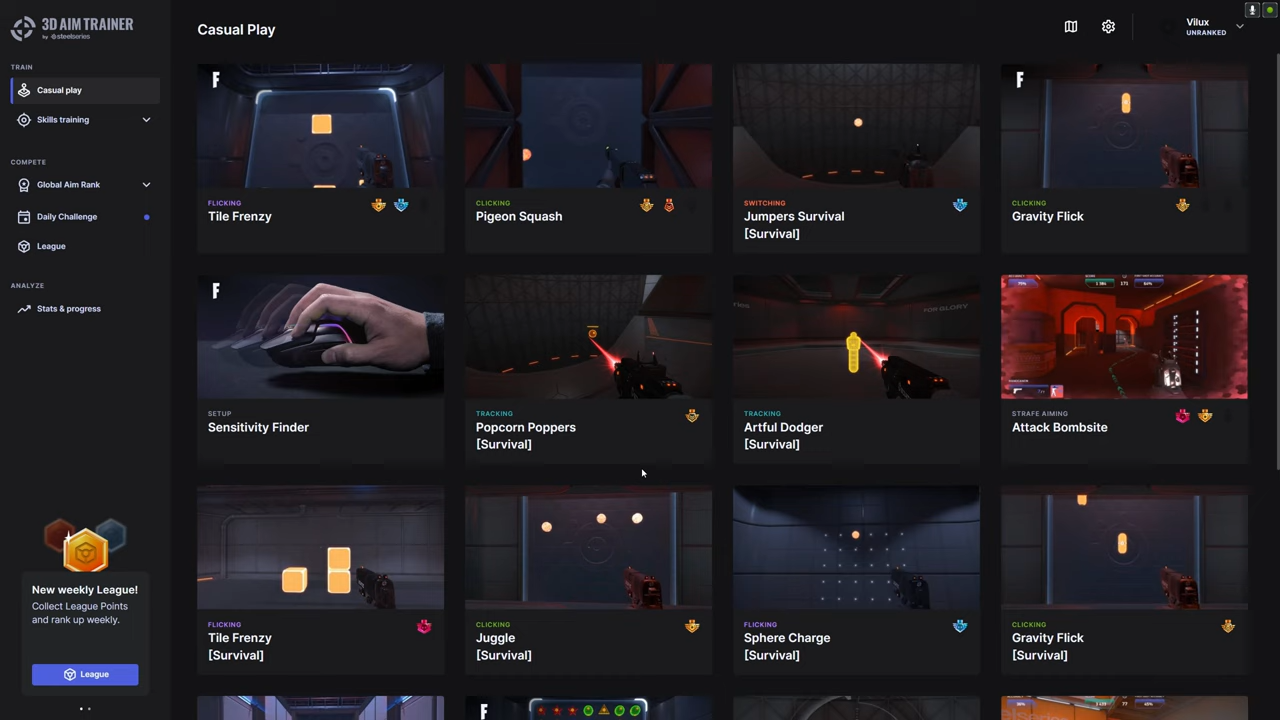 3D AIM TRAINER
by steelseries
Casual Play
Vilux
UNRANKED
TRAIN
Casual play
Skills training
COMPETE
Global Aim Rank
Daily Challenge
League
ANALYZE
Stats & progress
F
FLICKING
Tile Frenzy
CLICKING
Pigeon Squash
SWITCHING
Jumpers Survival
[Survival]
F
CLICKING
Gravity Flick
F
SETUP
Sensitivity Finder
TRACKING
Popcorn Poppers
[Survival]
FOR GLORY
TRACKING
Artful Dodger
[Survival]
171
STRAFE AIMING
Attack Bombsite
FLICKING
Tile Frenzy
[Survival]
CLICKING
Juggle
[Survival]
FLICKING
Sphere Charge
[Survival]
CLICKING
Gravity Flick
[Survival]
New weekly League!
Collect League Points
and rank up weekly.
League
F